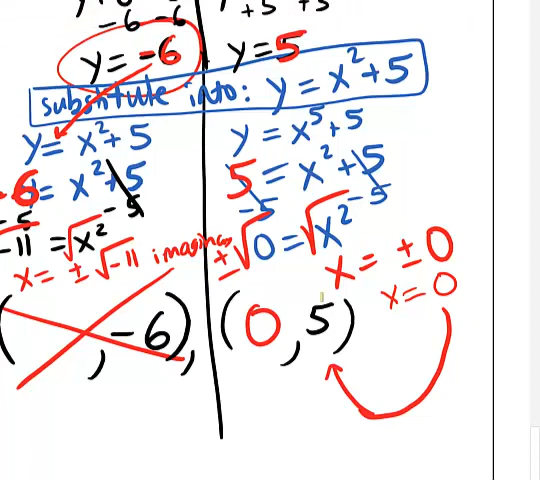 -6 -6
+5 +5
y = -6 y = 5
substitute into: y = x² + 5
y = x² + 5 y = x⁵ + 5
-6 = x² + 5 5 = x² + 5
-5 - 5 -5 - 5
√-11 = √x² ±√0 = √x²
x = ± √-11 imaginary x = ± 0
x = 0
( , -6), (0, 5)